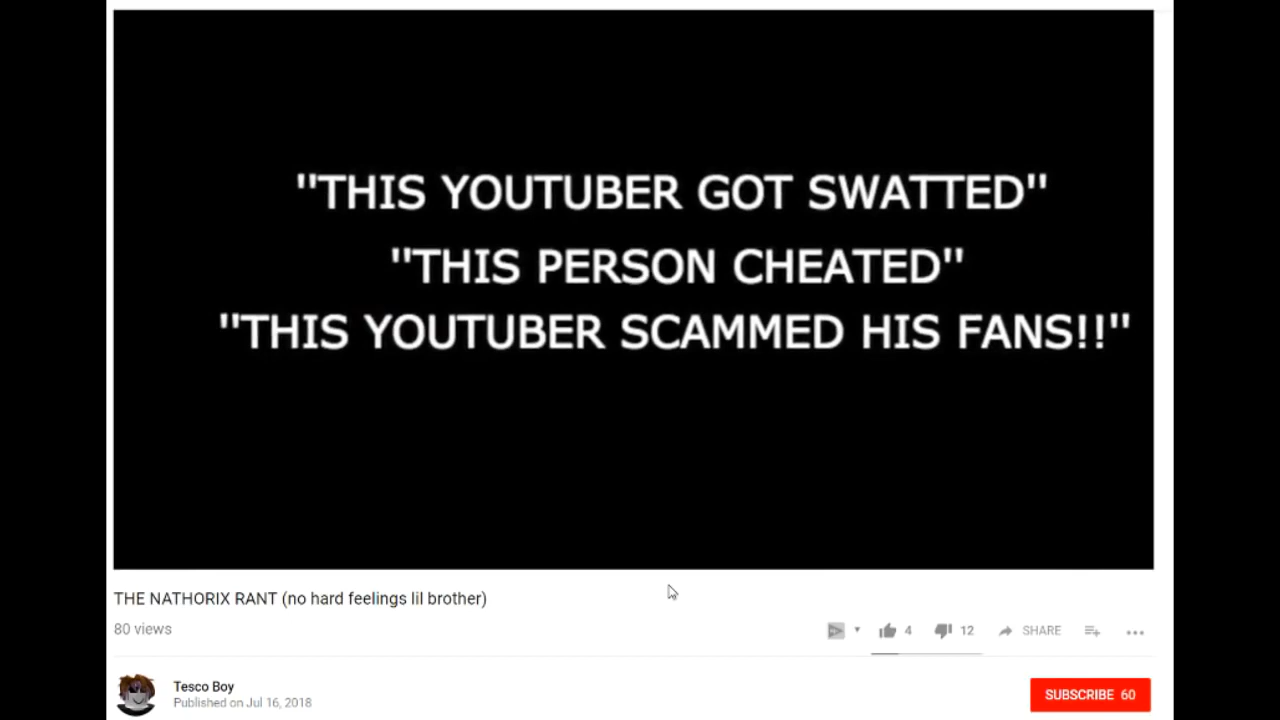 "THIS YOUTUBER GOT SWATTED"
"THIS PERSON CHEATED"
"THIS YOUTUBER SCAMMED HIS FANS!!"
THE NATHORIX RANT (no hard feelings lil brother)
80 views
4
12
SHARE
Tesco Boy
Published on Jul 16, 2018
SUBSCRIBE 60